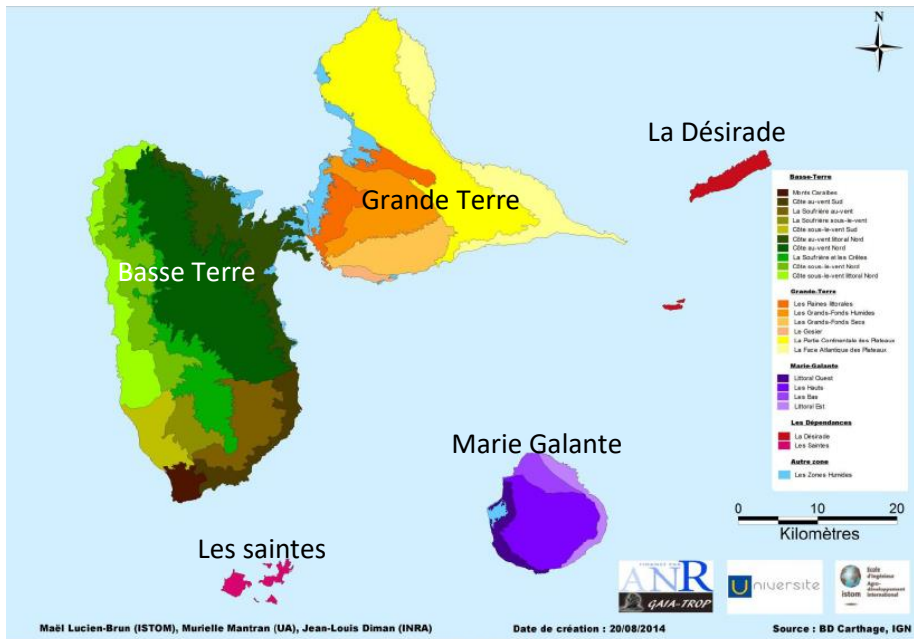 N
La Désirade
Grande Terre
Basse Terre
Marie Galante
Les saintes
Basse-Terre
Monts Caraïbes
Côte au-vent Sud
La Soufrière au-vent
La Soufrière sous-le-vent
Côte sous-le-vent Sud
Côte au-vent littoral Nord
Côte au-vent Nord
La Soufrière et les Crêtes
Côte sous-le-vent Nord
Côte sous-le-vent littoral Nord
Grande-Terre
Les Plaines littorales
Les Grands-Fonds Humides
Les Grands-Fonds Secs
Le Gosier
La Partie Continentale des Plateaux
La Face Atlantique des Plateaux
Marie-Galante
Littoral Ouest
Les Hauts
Les Bas
Littoral Est
Les Dépendances
La Désirade
Les Saintes
Autre zone
Les Zones Humides
0 10 20
Kilomètres
ANR
GAIA-TROP
Université
istom
Ecole
d'Ingénieur
Agro-
développement
international
Maël Lucien-Brun (ISTOM), Murielle Mantran (UA), Jean-Louis Diman (INRA)
Date de création : 20/08/2014
Source : BD Carthage, IGN